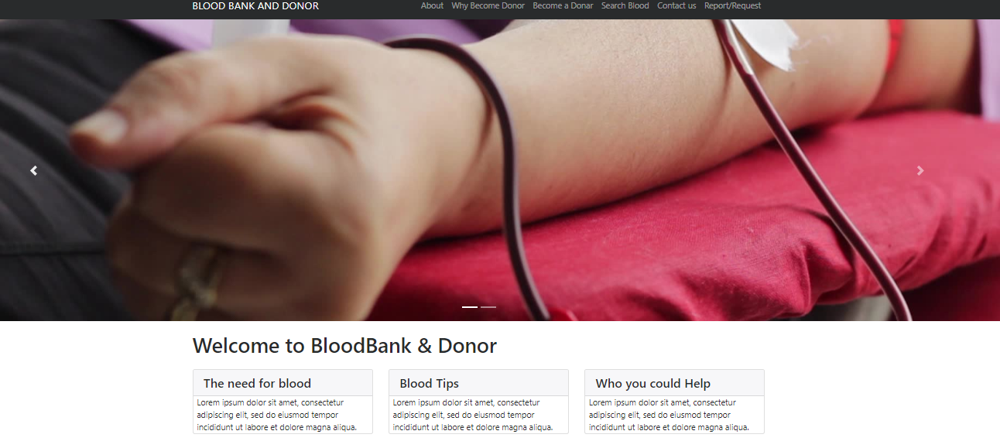 BLOOD BANK AND DONOR
About Why Become Donor Become a Donar Search Blood Contact us Report/Request
Welcome to BloodBank & Donor
The need for blood
Lorem ipsum dolor sit amet, consectetur
adipiscing elit, sed do eiusmod tempor
incididunt ut labore et dolore magna aliqua.
Blood Tips
Lorem ipsum dolor sit amet, consectetur
adipiscing elit, sed do eiusmod tempor
incididunt ut labore et dolore magna aliqua.
Who you could Help
Lorem ipsum dolor sit amet, consectetur
adipiscing elit, sed do eiusmod tempor
incididunt ut labore et dolore magna aliqua.